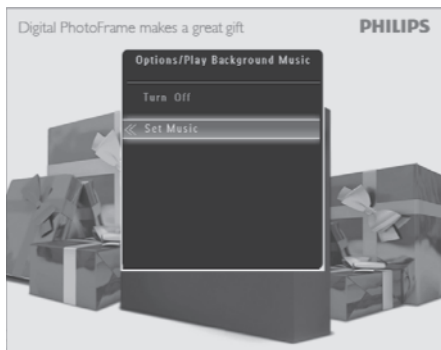 Digital PhotoFrame makes a great gift
PHILIPS
Options/Play Background Music
Turn Off
Set Music